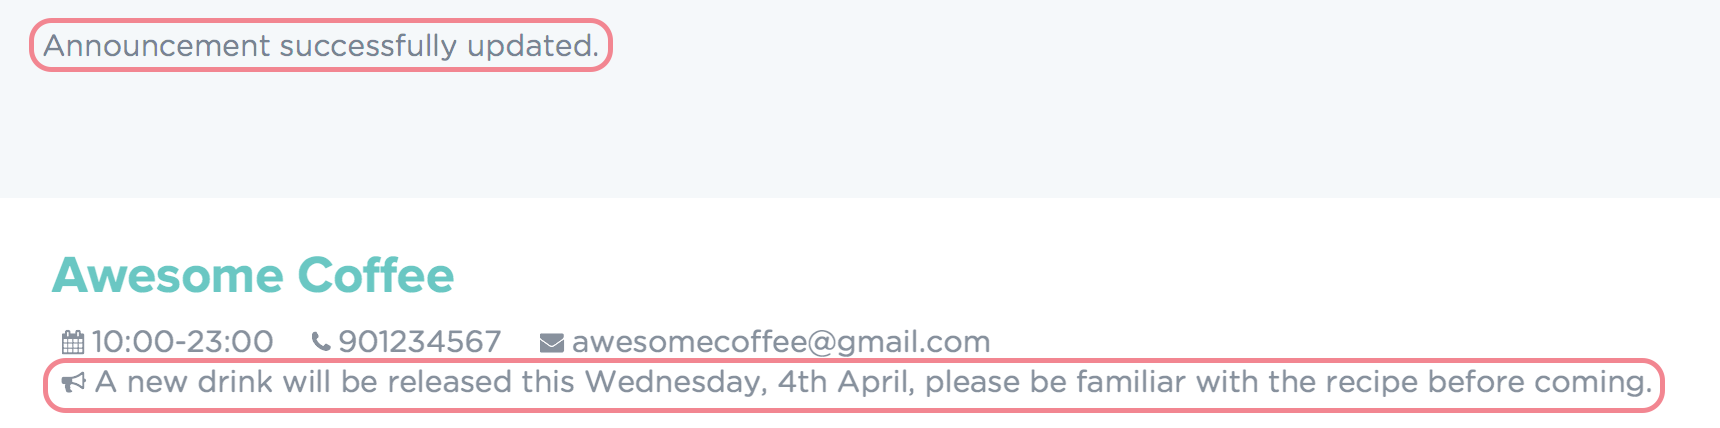 Announcement successfully updated.
Awesome Coffee
10:00-23:00 901234567 awesomecoffee@gmail.com
A new drink will be released this Wednesday, 4th April, please be familiar with the recipe before coming.